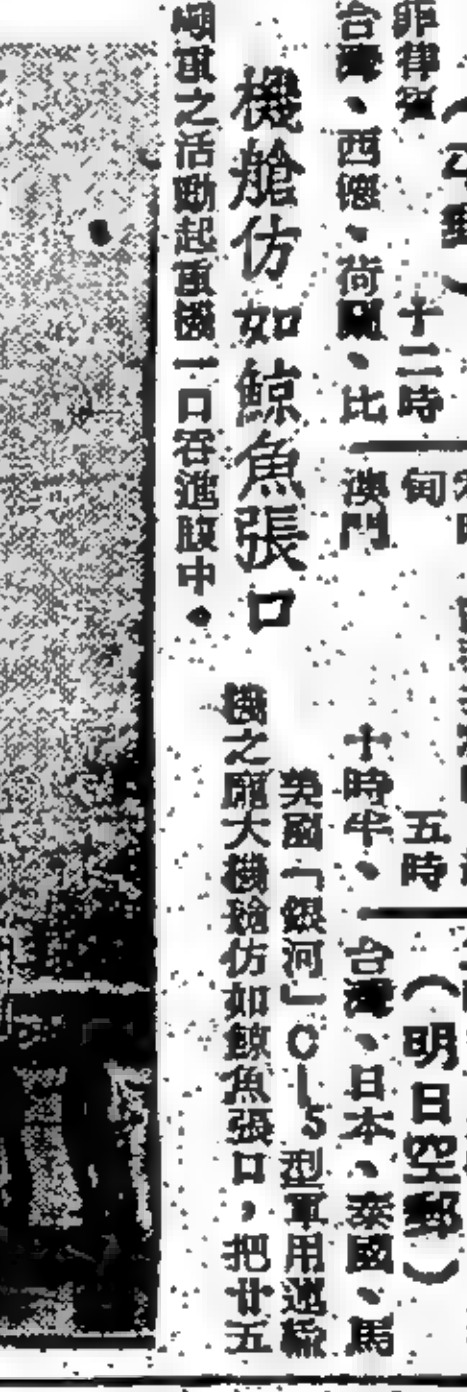 菲律賓
(平郵)
十二時
台灣、西德、荷蘭、比
甸
澳門
五時
十時半、
(明日空郵)
台灣、日本、泰國、馬
機艙仿如鯨魚張口
美國「銀河」C—5型軍用運輸
機之龐大機艙仿如鯨魚張口，把廿五
噸重之活動起重機一口吞進腹中。